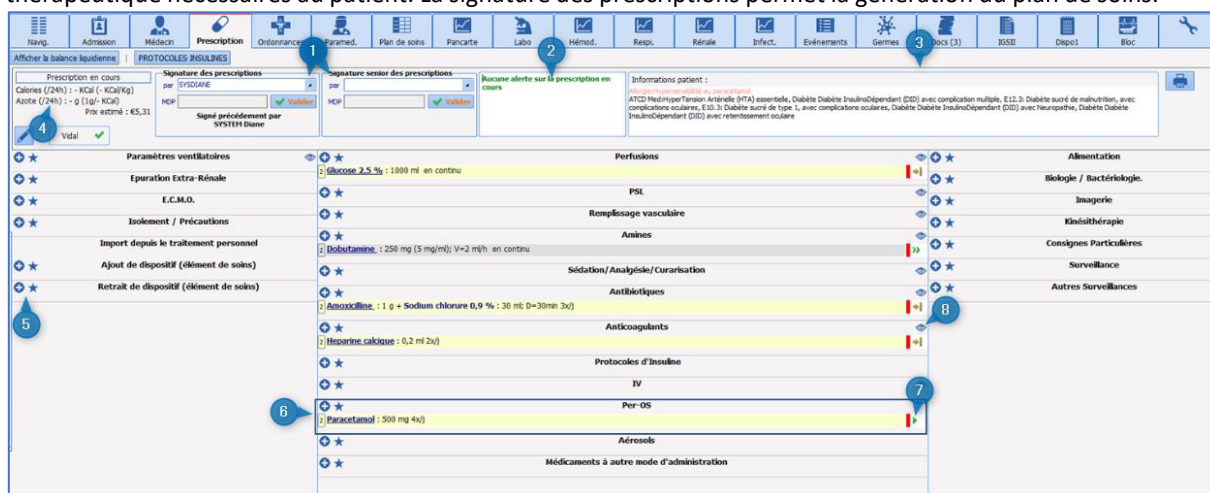 thérapeutique nécessaires au patient. La signature des prescriptions permet la génération du plan de soins.
Navig. Admission Médecin Prescription Ordonnances Paramed. Plan de soins Pancarte Labo Hémod. Respi. Rénale Infect. Evénements Germes Docs (3) IGSII Dispo1 Bloc
1 2 3
Afficher la balance liquidienne | PROTOCOLES INSULINES
Prescription en cours
Calories (/24h) : - KCal (- KCal/Kg)
Azote (/24h) : - g (1g/- KCal)
Prix estimé : €5,31
4
Vidal
Signature des prescriptions
par SYSDIANE
MDP Valider
Signé précédement par
SYSTEM Diane
Signature senior des prescriptions
par
MDP Valider
Aucune alerte sur la prescription en
cours
Informations patient :
Allergie:Hypersensibilité au paracétamol
ATCD Med:HyperTension Artérielle (HTA) essentielle, Diabète Diabète InsulinoDépendant (DID) avec complication multiple, E12.3: Diabète sucré de malnutrition, avec
complications oculaires, E10.3: Diabète sucré de type 1, avec complications oculaires, Diabète Diabète InsulinoDépendant (DID) avec Neuropathie, Diabète Diabète
InsulinoDépendant (DID) avec retentissement oculaire
Paramètres ventilatoires
Epuration Extra-Rénale
E.C.M.O.
Isolement / Précautions
Import depuis le traitement personnel
Ajout de dispositif (élément de soins)
Retrait de dispositif (élément de soins)
5
Perfusions
2 Glucose 2,5 % : 1000 ml en continu
PSL
Remplissage vasculaire
Amines
2 Dobutamine : 250 mg (5 mg/ml); V=2 ml/h en continu
Sédation/Analgésie/Curarisation
Antibiotiques
2 Amoxicilline : 1 g + Sodium chlorure 0,9 % : 30 ml; D=30min 3x/j
8
Anticoagulants
2 Heparine calcique : 0,2 ml 2x/j
Protocoles d'Insuline
IV
7
6
Per-OS
2 Paracetamol : 500 mg 4x/j
Aérosols
Médicaments à autre mode d'administration
Alimentation
Biologie / Bactériologie.
Imagerie
Kinésithérapie
Consignes Particulières
Surveillance
Autres Surveillances